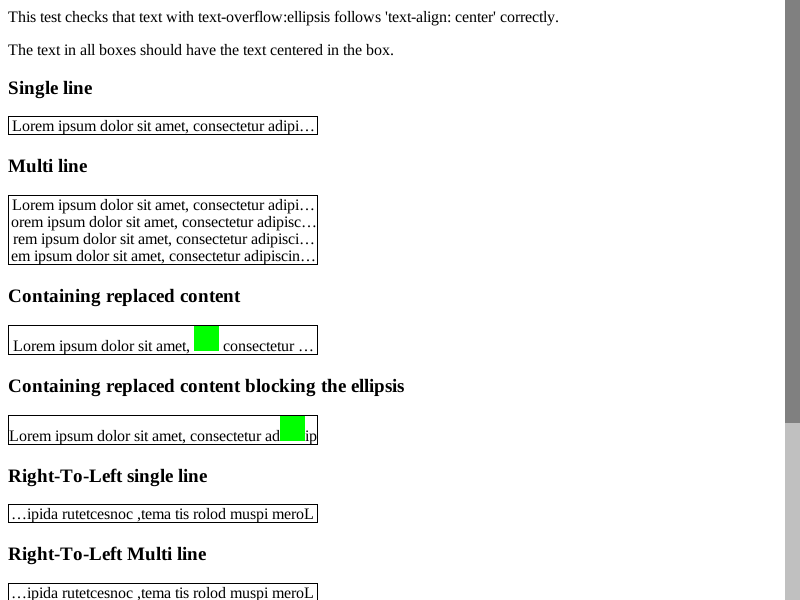 This test checks that text with text-overflow:ellipsis follows 'text-align: center' correctly.
The text in all boxes should have the text centered in the box.
Single line
Lorem ipsum dolor sit amet, consectetur adipi…
Multi line
Lorem ipsum dolor sit amet, consectetur adipi…
orem ipsum dolor sit amet, consectetur adipisc…
rem ipsum dolor sit amet, consectetur adipisci…
em ipsum dolor sit amet, consectetur adipiscin…
Containing replaced content
Lorem ipsum dolor sit amet, consectetur …
Containing replaced content blocking the ellipsis
Lorem ipsum dolor sit amet, consectetur ad ip
Right-To-Left single line
…ipida rutetcesnoc ,tema tis rolod muspi meroL
Right-To-Left Multi line
…ipida rutetcesnoc ,tema tis rolod muspi meroL